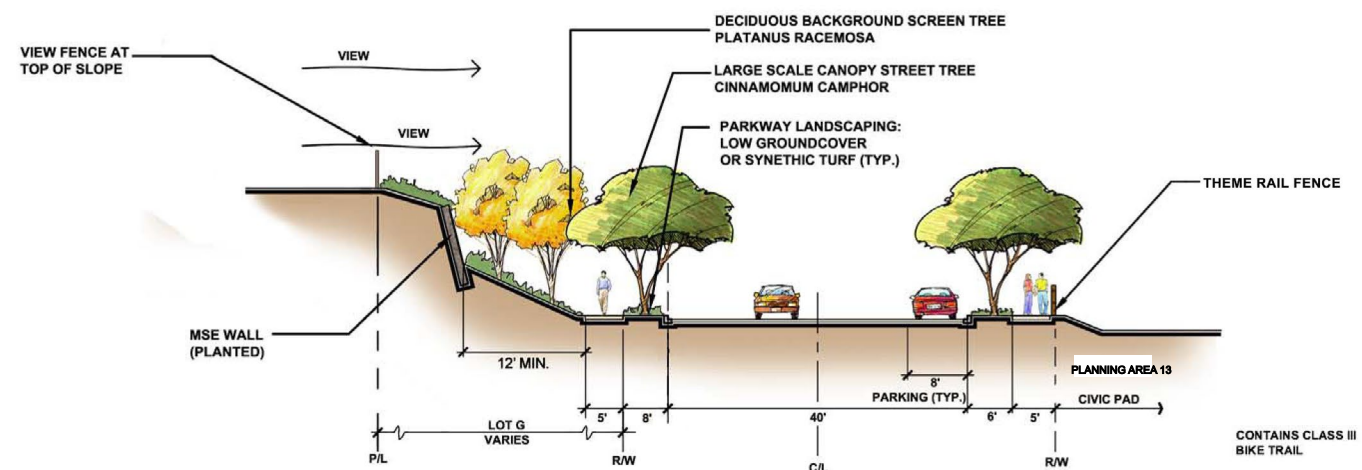 DECIDUOUS BACKGROUND SCREEN TREE
PLATANUS RACEMOSA
VIEW FENCE AT
TOP OF SLOPE
VIEW
LARGE SCALE CANOPY STREET TREE
CINNAMOMUM CAMPHOR
VIEW
PARKWAY LANDSCAPING:
LOW GROUNDCOVER
OR SYNETHIC TURF (TYP.)
THEME RAIL FENCE
MSE WALL
(PLANTED)
12' MIN.
PLANNING AREA 13
8'
PARKING (TYP.)
CIVIC PAD
5'
8'
40'
6'
5'
LOT G
VARIES
P/L
R/W
C/L
R/W
CONTAINS CLASS III
BIKE TRAIL